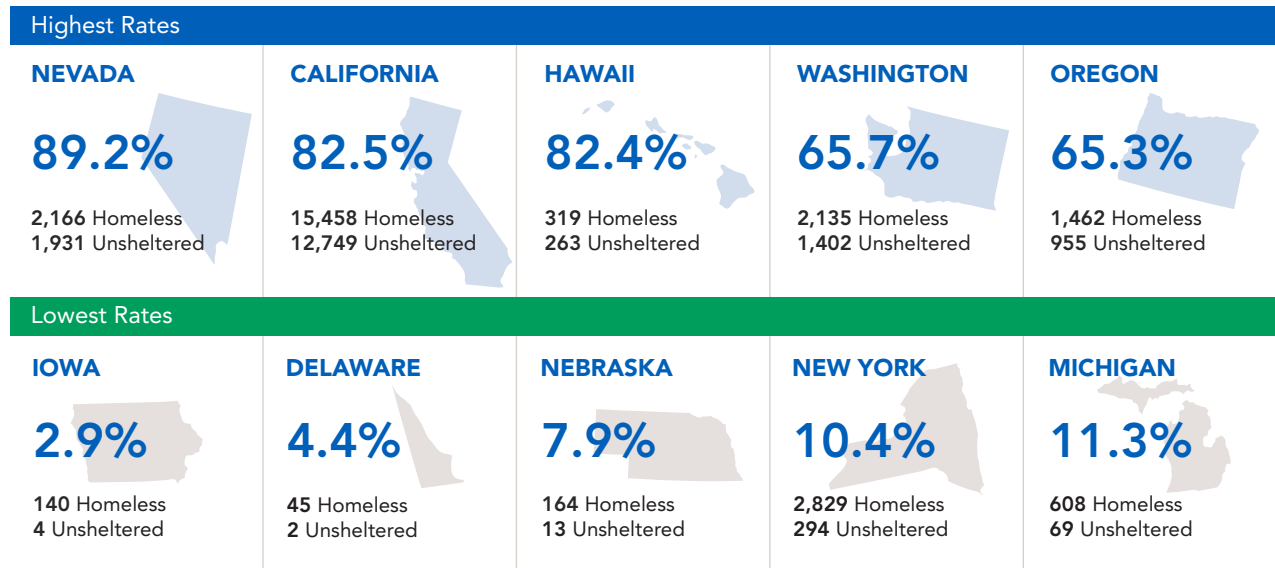 Highest Rates
NEVADA
89.2%
2,166 Homeless
1,931 Unsheltered
CALIFORNIA
82.5%
15,458 Homeless
12,749 Unsheltered
HAWAII
82.4%
319 Homeless
263 Unsheltered
WASHINGTON
65.7%
2,135 Homeless
1,402 Unsheltered
OREGON
65.3%
1,462 Homeless
955 Unsheltered
Lowest Rates
IOWA
2.9%
140 Homeless
4 Unsheltered
DELAWARE
4.4%
45 Homeless
2 Unsheltered
NEBRASKA
7.9%
164 Homeless
13 Unsheltered
NEW YORK
10.4%
2,829 Homeless
294 Unsheltered
MICHIGAN
11.3%
608 Homeless
69 Unsheltered